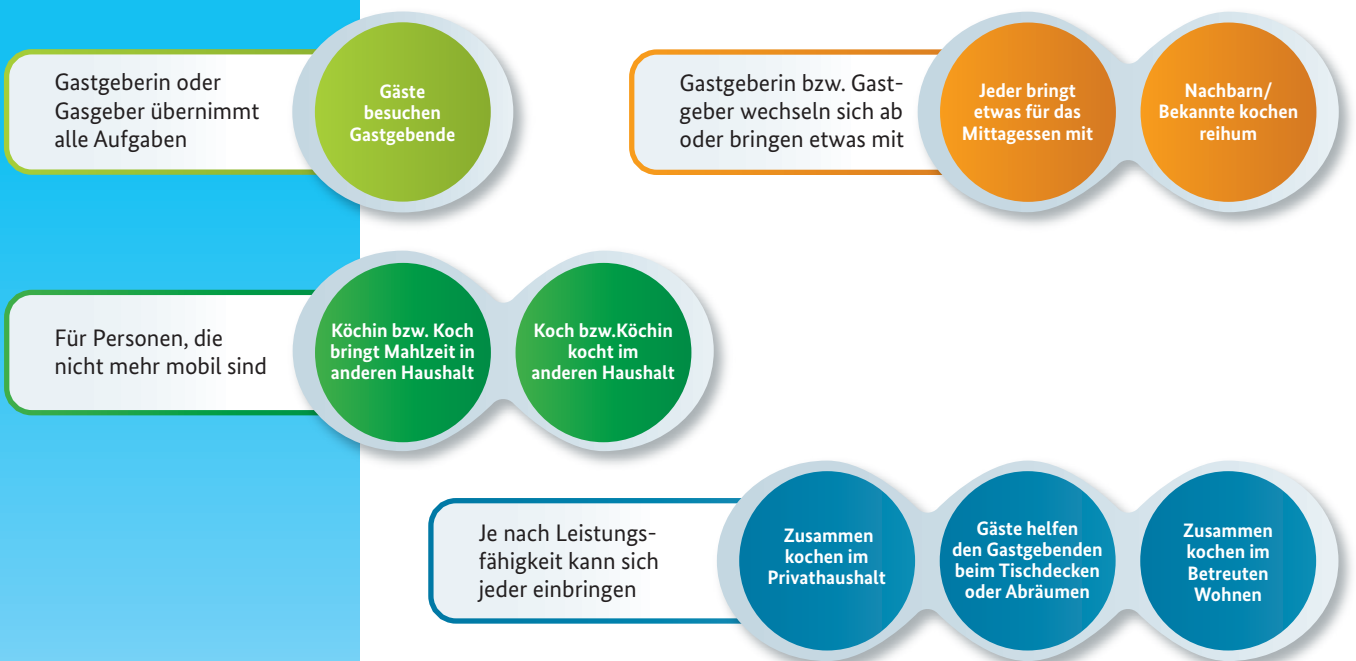 Gastgeberin oder
Gasgeber übernimmt
alle Aufgaben
Gäste
besuchen
Gastgebende
Gastgeberin bzw. Gast-
geber wechseln sich ab
oder bringen etwas mit
Jeder bringt
etwas für das
Mittagessen mit
Nachbarn/
Bekannte kochen
reihum
Für Personen, die
nicht mehr mobil sind
Köchin bzw. Koch
bringt Mahlzeit in
anderen Haushalt
Koch bzw.Köchin
kocht im
anderen Haushalt
Je nach Leistungs-
fähigkeit kann sich
jeder einbringen
Zusammen
kochen im
Privathaushalt
Gäste helfen
den Gastgebenden
beim Tischdecken
oder Abräumen
Zusammen
kochen im
Betreuten
Wohnen